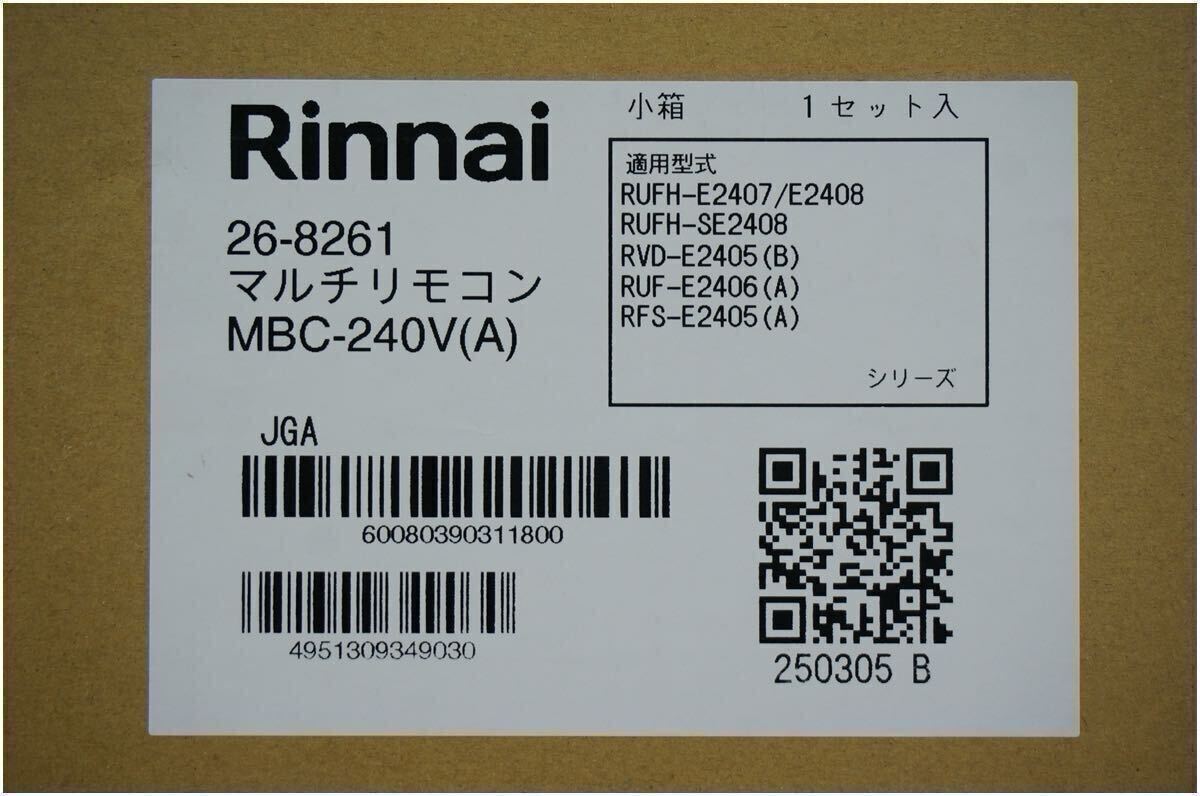 Rinnai
26-8261
マルチリモコン
MBC-240V(A)
小箱 1セット入
適用型式
RUFH-E2407/E2408
RUFH-SE2408
RVD-E2405(B)
RUF-E2406(A)
RFS-E2405(A)
シリーズ
JGA
60080390311800
4951309349030
250305 B